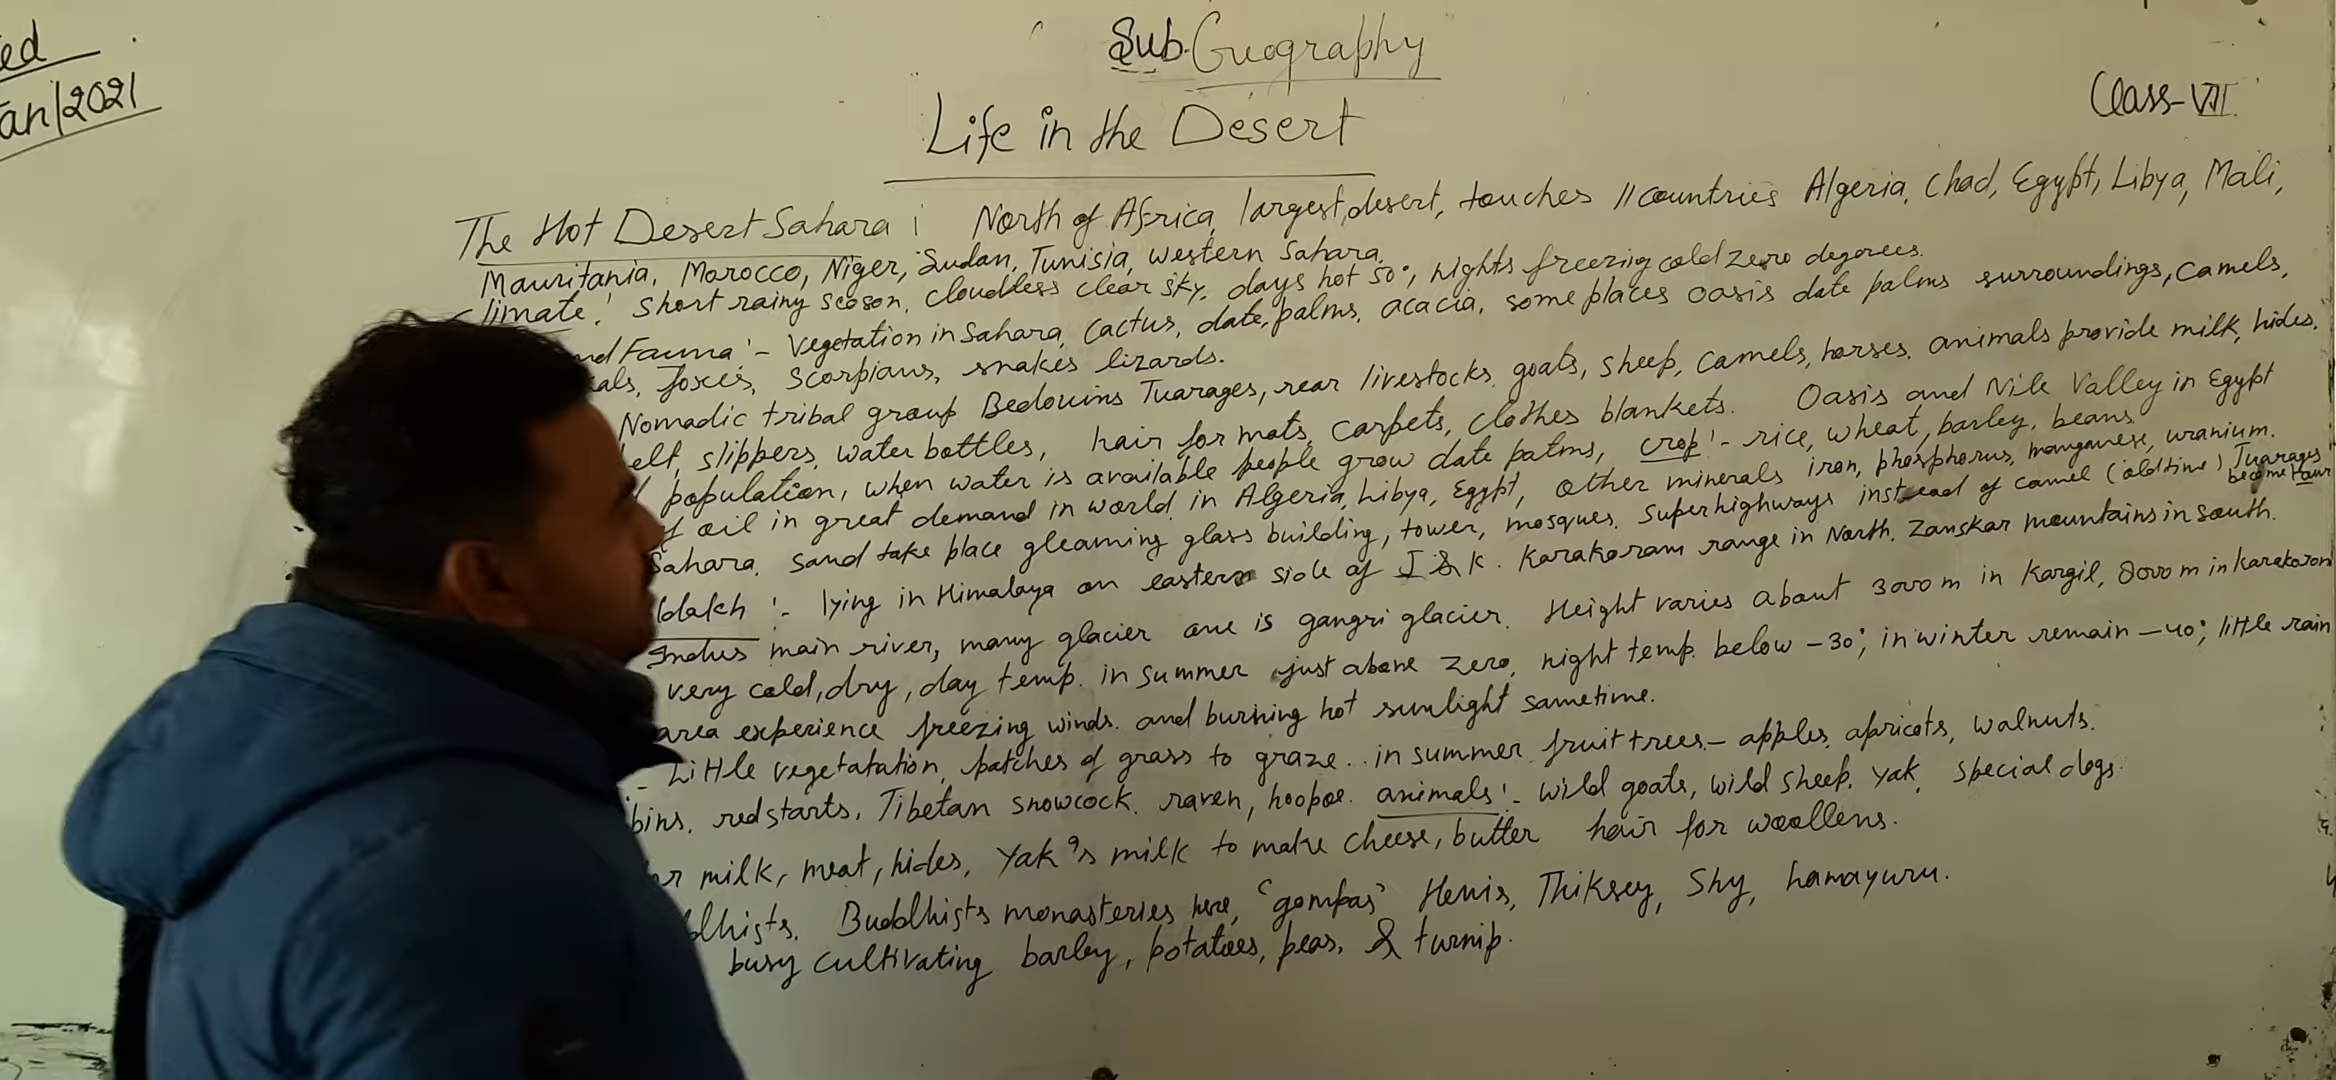 Sub. Geography
ed
Jan/2021
Class-VII
Life in the Desert
The Hot Desert Sahara : North of Africa, largest desert, touches 11 countries Algeria, Chad, Egypt, Libya, Mali,
Mauritania, Morocco, Niger, Sudan, Tunisia, western Sahara.
Climate : Short rainy season, cloudless clear sky, days hot 50°, nights freezing cold zero degrees.
nd Fauna :- Vegetation in Sahara, Cactus, date, palms, acacia, some places oasis date palms surroundings, camels,
als, foxes, scorpians, snakes lizards.
Nomadic tribal group Bedouins Tuarages, rear livestocks goats, sheep, camels, horses. animals provide milk, hides.
elt, slippers, water bottles, hair for mats, carpets, clothes blankets. Oasis and Nile Valley in Egypt
population, when water is available people grow date palms, crop :- rice, wheat, barley, beans
f oil in great demand in world in Algeria, Libya, Egypt, other minerals iron, phosphorus, manganese, uranium.
Sahara. sand take place gleaming glass building, tower, mosques. Superhighways instead of camel (old time) Tuarages
become
dakh :- lying in Himalaya on eastern side of J & K. Karakoram range in North. Zanskar mountains in south.
Indus main river, many glacier one is gangri glacier. Height varies about 3000 m in Kargil, 8000 m in karakoram
very cold, dry, day temp. in summer just above zero, night temp. below -30°, in winter remain -40°, little rain
area experience freezing winds. and burning hot sunlight sametime.
- Little vegetatation, patches of grass to graze .. in summer fruit trees - apples, apricots, walnuts.
bins, redstarts, Tibetan snowcock. raven, hoopoe. animals :- wild goats, wild sheep, yak, special dogs.
or milk, meat, hides, Yak's milk to make cheese, butter hair for woollens.
dhists. Buddhists monasteries here, 'gompas' Hemis, Thiksey, Shy, Lamayuru.
busy cultivating barley, potatoes, peas, & turnip.